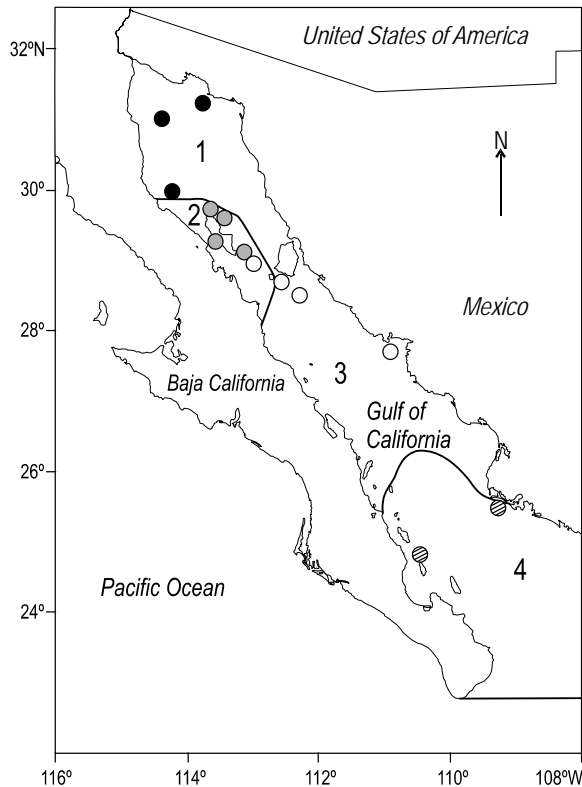 United States of America
32ºN
1
N
30º
2
Mexico
28º
3
Baja California
Gulf of
California
26º
4
Pacific Ocean
24º
116º
114º
112º
110º
108ºW